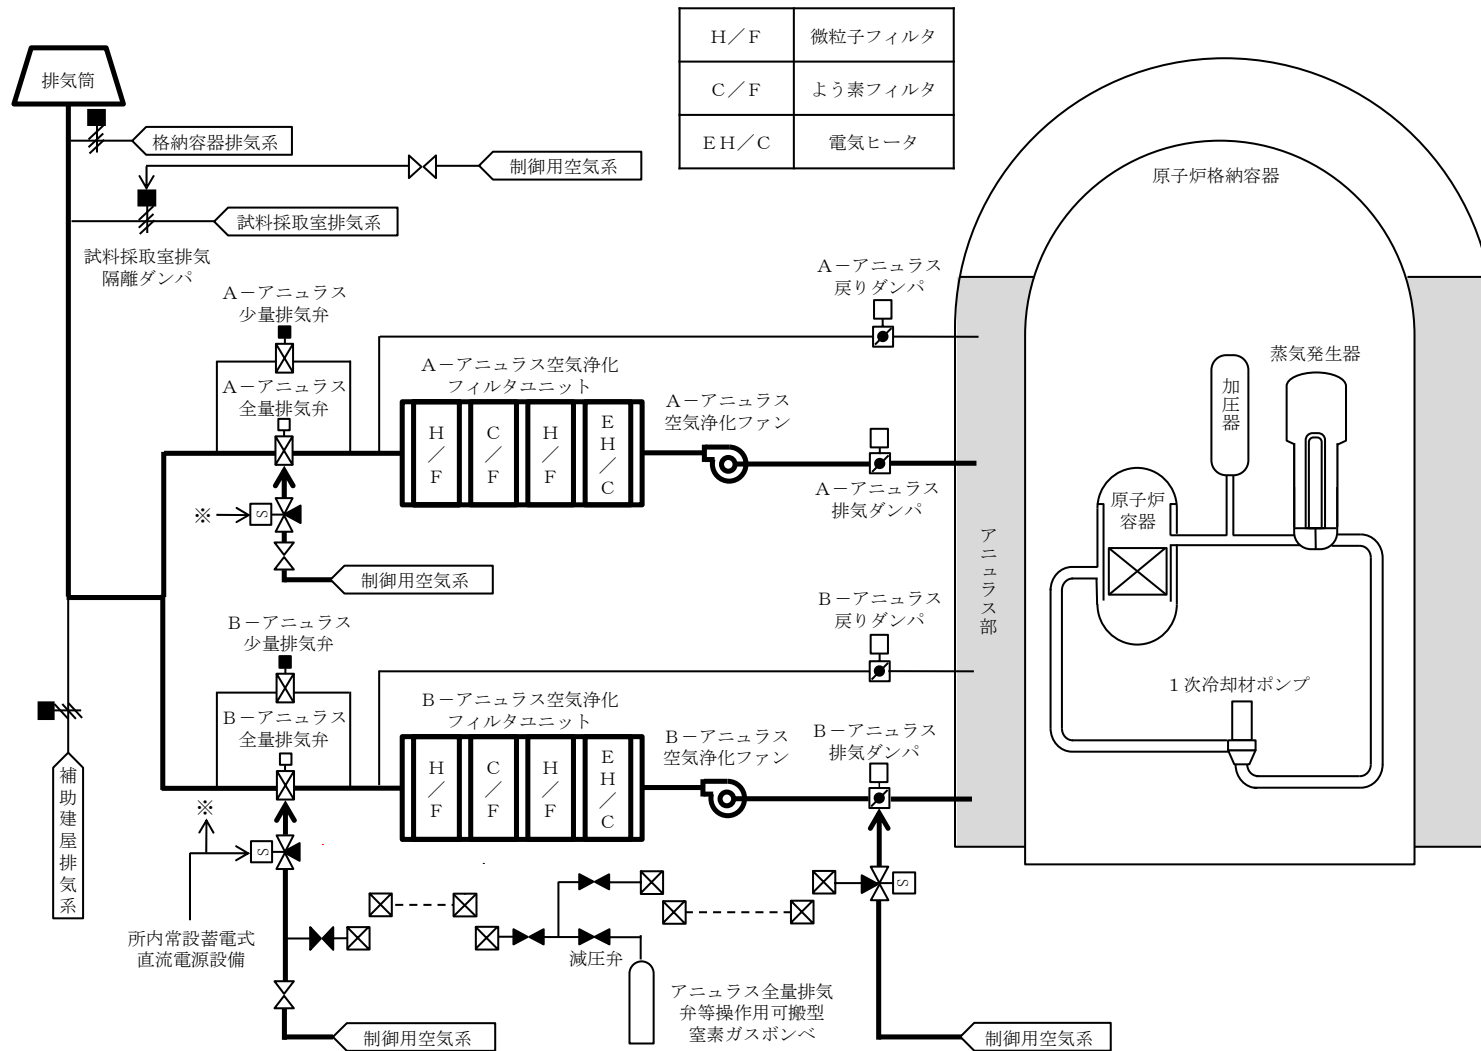 H／F 微粒子フィルタ
C／F よう素フィルタ
EH／C 電気ヒータ
排気筒
格納容器排気系
制御用空気系
試料採取室排気系
試料採取室排気
隔離ダンパ
原子炉格納容器
A－アニュラス
戻りダンパ
A－アニュラス
少量排気弁
A－アニュラス
全量排気弁
A－アニュラス空気浄化
フィルタユニット
H／F
C／F
H／F
EH／C
A－アニュラス
空気浄化ファン
A－アニュラス
排気ダンパ
※
S
制御用空気系
蒸気発生器
加圧器
原子炉
容器
アニュラス部
1次冷却材ポンプ
B－アニュラス
戻りダンパ
B－アニュラス
少量排気弁
B－アニュラス
全量排気弁
B－アニュラス空気浄化
フィルタユニット
H／F
C／F
H／F
EH／C
B－アニュラス
空気浄化ファン
B－アニュラス
排気ダンパ
補助建屋排気系
※
S
S
所内常設蓄電式
直流電源設備
減圧弁
アニュラス全量排気
弁等操作用可搬型
窒素ガスボンベ
制御用空気系
制御用空気系